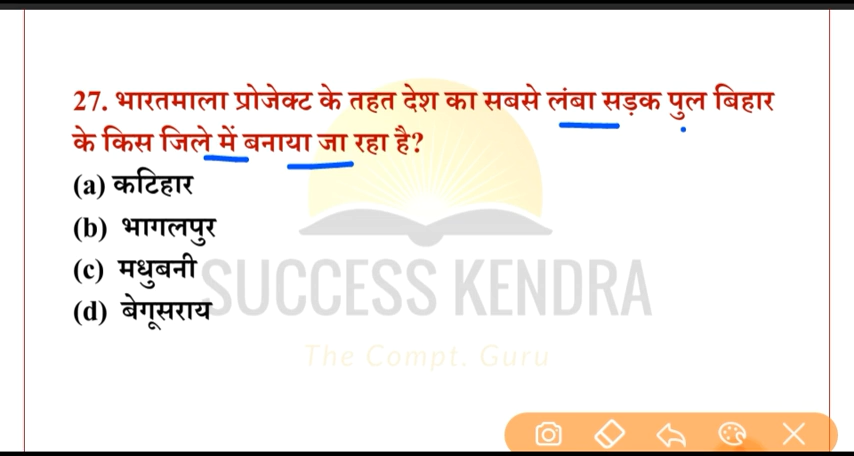 27. भारतमाला प्रोजेक्ट के तहत देश का सबसे लंबा सड़क पुल बिहार
के किस जिले में बनाया जा रहा है?
(a) कटिहार
(b) भागलपुर
(c) मधुबनी
(d) बेगूसराय
SUCCESS KENDRA
The Compt. Guru